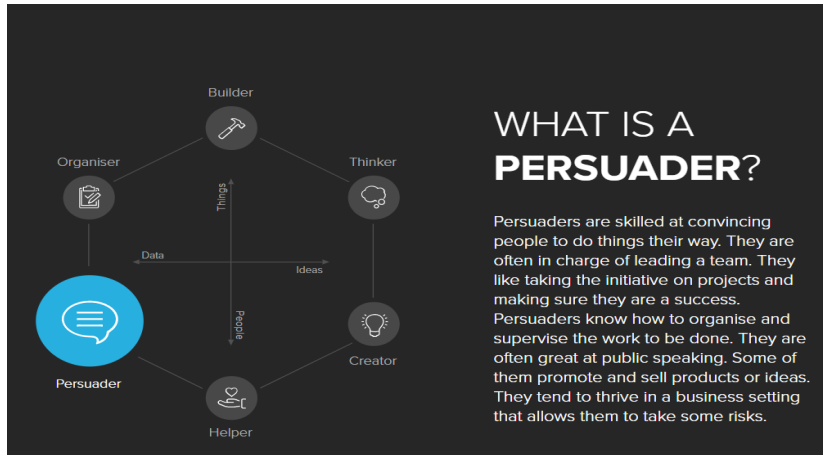 Builder
Organiser
Thinker
Things
Data
Ideas
People
Creator
Persuader
Helper
WHAT IS A
PERSUADER?
Persuaders are skilled at convincing
people to do things their way. They are
often in charge of leading a team. They
like taking the initiative on projects and
making sure they are a success.
Persuaders know how to organise and
supervise the work to be done. They are
often great at public speaking. Some of
them promote and sell products or ideas.
They tend to thrive in a business setting
that allows them to take some risks.